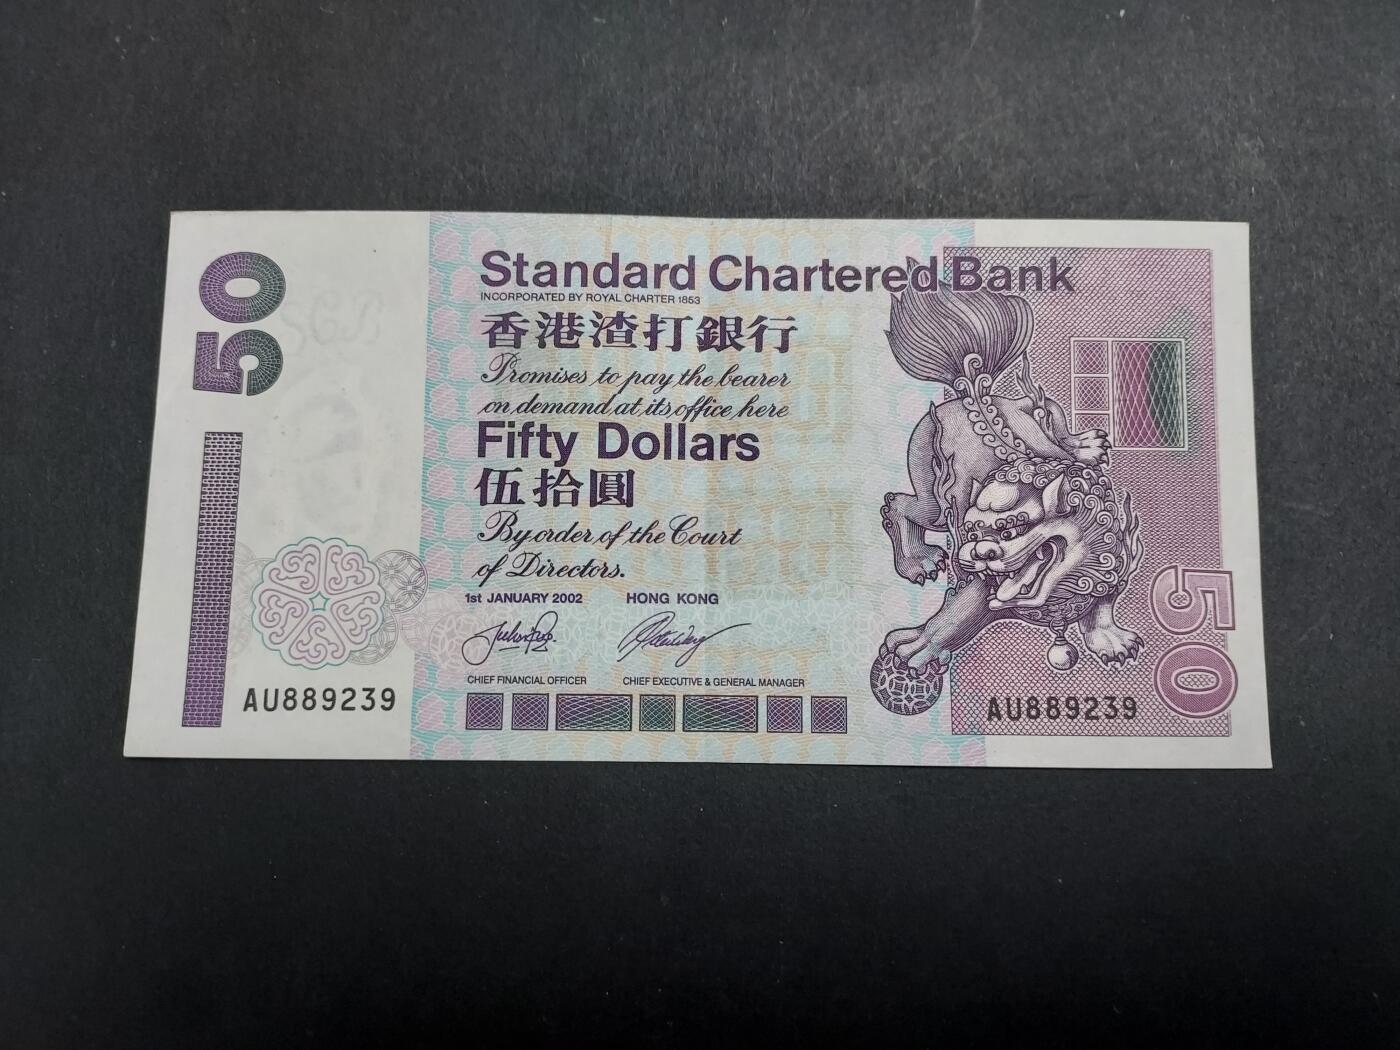 50
Standard Chartered Bank
INCORPORATED BY ROYAL CHARTER 1853
香港渣打銀行
Promises to pay the bearer
on demand at its office here
Fifty Dollars
伍拾圓
By order of the Court
of Directors.
1st JANUARY 2002 HONG KONG
CHIEF FINANCIAL OFFICER CHIEF EXECUTIVE & GENERAL MANAGER
AU889239
AU889239
50